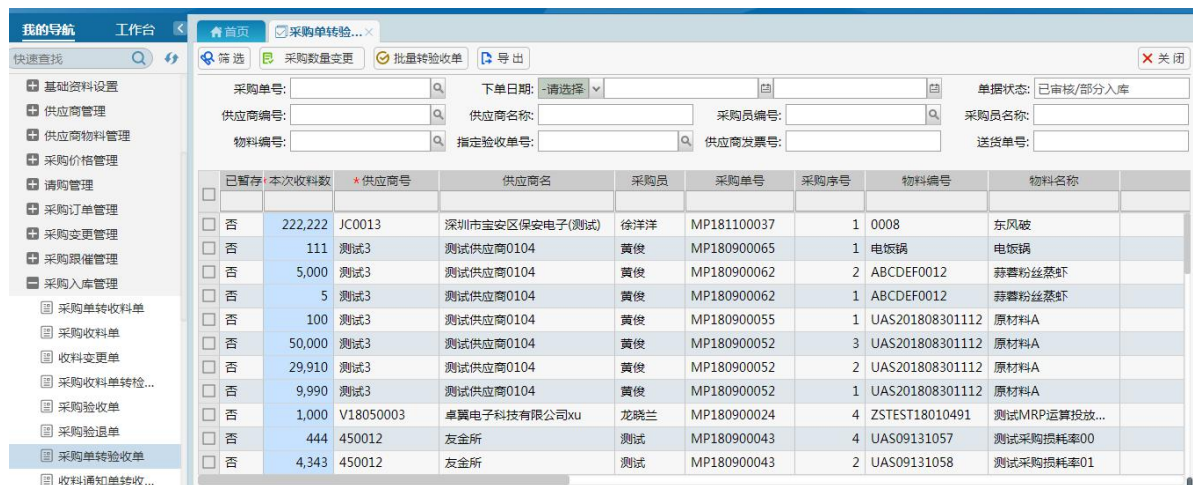 我的导航 工作台 首页 采购单转验...
快速查找 筛选 采购数量变更 批量转验收单 导出 关闭
基础资料设置
供应商管理
供应商物料管理
采购价格管理
请购管理
采购订单管理
采购变更管理
采购跟催管理
采购入库管理
采购单转收料单
采购收料单
收料变更单
采购收料单转检...
采购验收单
采购验退单
采购单转验收单
收料通知单转收...
采购单号: 下单日期: -请选择 单据状态: 已审核/部分入库
供应商编号: 供应商名称: 采购员编号: 采购员名称:
物料编号: 指定验收单号: 供应商发票号: 送货单号:
已暂存 *本次收料数 *供应商号 供应商名 采购员 采购单号 采购序号 物料编号 物料名称
否 222,222 JC0013 深圳市宝安区保安电子(测试) 徐洋洋 MP181100037 1 0008 东风破
否 111 测试3 测试供应商0104 黄俊 MP180900065 1 电饭锅 电饭锅
否 5,000 测试3 测试供应商0104 黄俊 MP180900062 2 ABCDEF0012 蒜蓉粉丝蒸虾
否 5 测试3 测试供应商0104 黄俊 MP180900062 1 ABCDEF0012 蒜蓉粉丝蒸虾
否 100 测试3 测试供应商0104 黄俊 MP180900055 1 UAS201808301112 原材料A
否 50,000 测试3 测试供应商0104 黄俊 MP180900052 3 UAS201808301112 原材料A
否 29,910 测试3 测试供应商0104 黄俊 MP180900052 2 UAS201808301112 原材料A
否 9,990 测试3 测试供应商0104 黄俊 MP180900052 1 UAS201808301112 原材料A
否 1,000 V18050003 卓翼电子科技有限公司xu 龙晓兰 MP180900024 4 ZSTEST18010491 测试MRP运算投放...
否 444 450012 友金所 测试 MP180900043 4 UAS09131057 测试采购损耗率00
否 4,343 450012 友金所 测试 MP180900043 2 UAS09131058 测试采购损耗率01